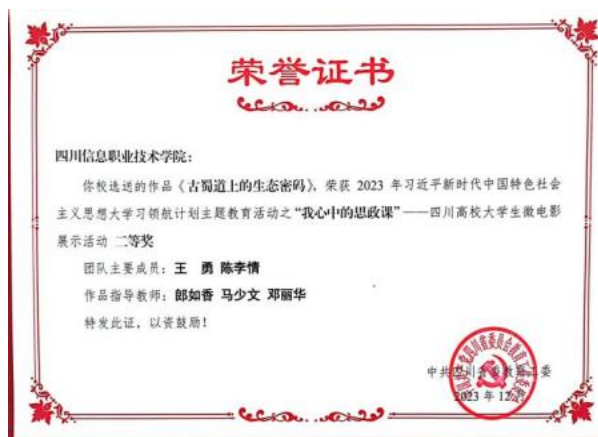 荣誉证书
四川信息职业技术学院：
你校选送的作品《古蜀道上的生态密码》，荣获 2023 年习近平新时代中国特色社会
主义思想大学习领航计划主题教育活动之“我心中的思政课”——四川高校大学生微电影
展示活动 二等奖
团队主要成员：王 勇 陈李情
作品指导教师：郎如香 马少文 邓丽华
特发此证，以资鼓励！
中共四川省委教育工委
2023 年 12 月